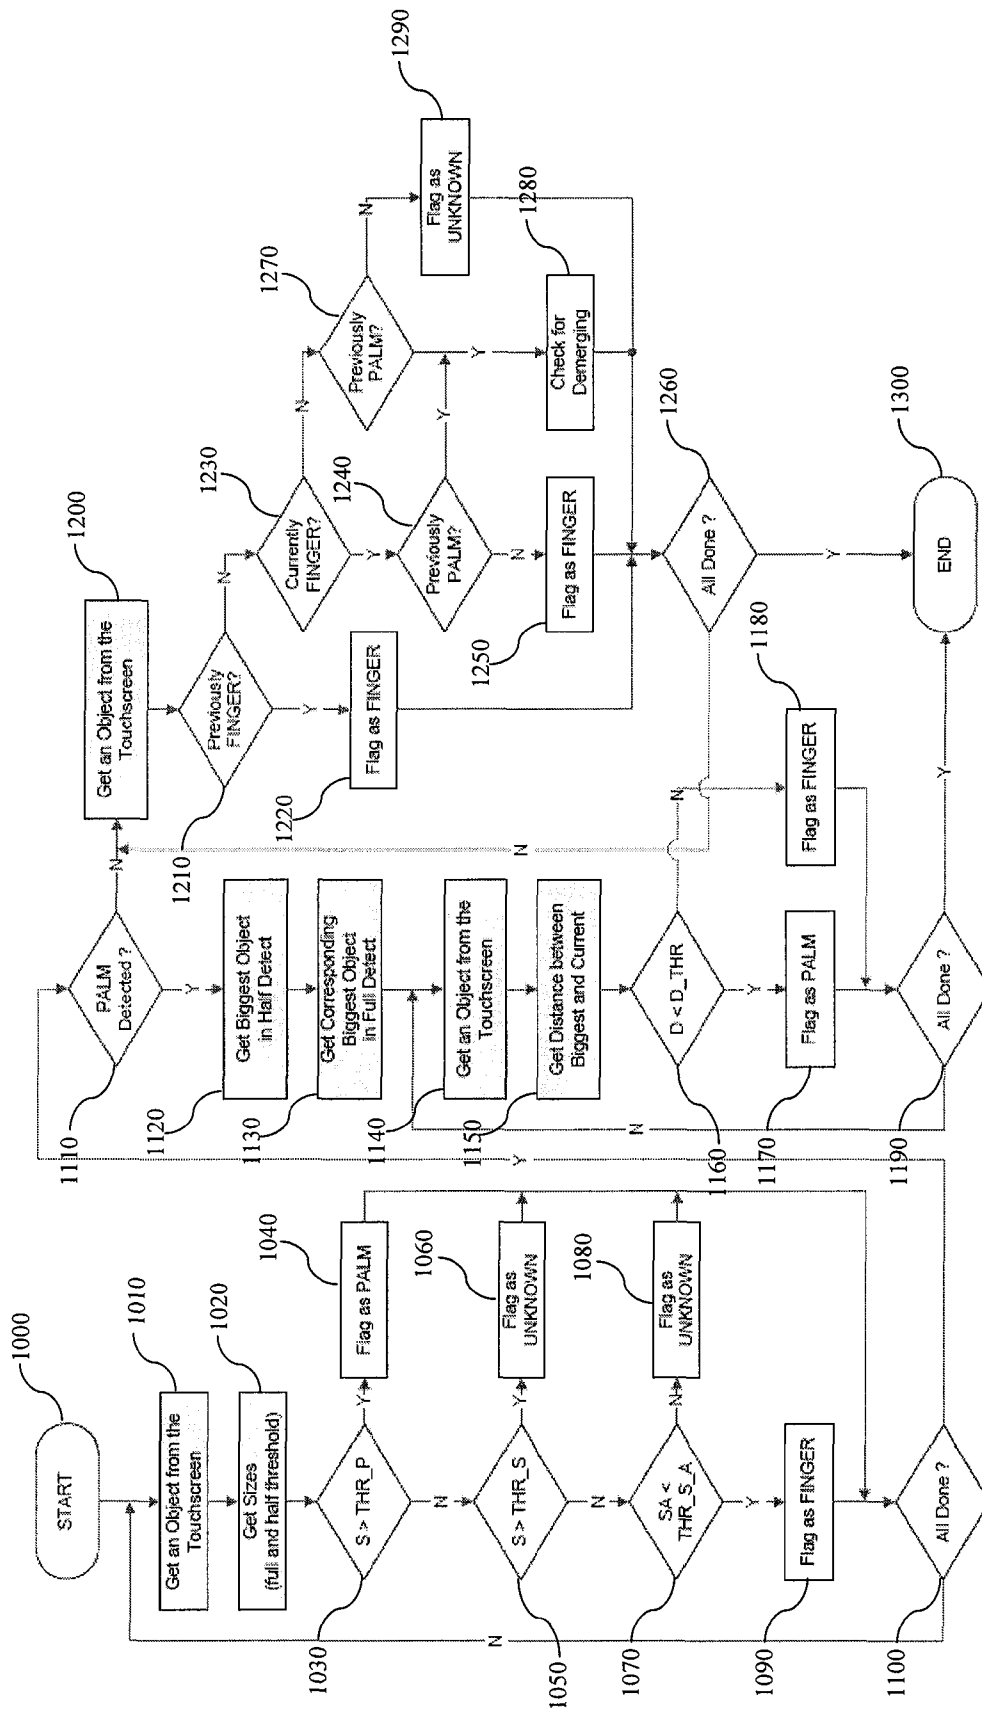 1000
START
1010
Get an Object from the
Touchscreen
1020
Get Sizes
(full and half threshold)
1030
S > THR_P
Y
1040
Flag as PALM
N
1050
S > THR_S
Y
1060
Flag as
UNKNOWN
N
1070
SA <
THR_S_A
N
1080
Flag as
UNKNOWN
Y
1090
Flag as FINGER
1100
All Done ?
N
Y
1110
PALM
Detected ?
N
Y
1120
Get Biggest Object
in Half Detect
1130
Get Corresponding
Biggest Object
in Full Detect
1140
Get an Object from the
Touchscreen
1150
Get Distance between
Biggest and Current
1160
D < D_THR
N
Y
1170
Flag as PALM
1180
Flag as FINGER
1190
All Done ?
N
Y
1200
Get an Object from the
Touchscreen
1210
Previously
FINGER?
N
Y
1220
Flag as FINGER
1230
Currently
FINGER?
N
Y
1240
Previously
PALM?
Y
N
1250
Flag as FINGER
1260
All Done ?
N
Y
1270
Previously
PALM?
N
Y
1280
Check for
Demerging
1290
Flag as
UNKNOWN
1300
END